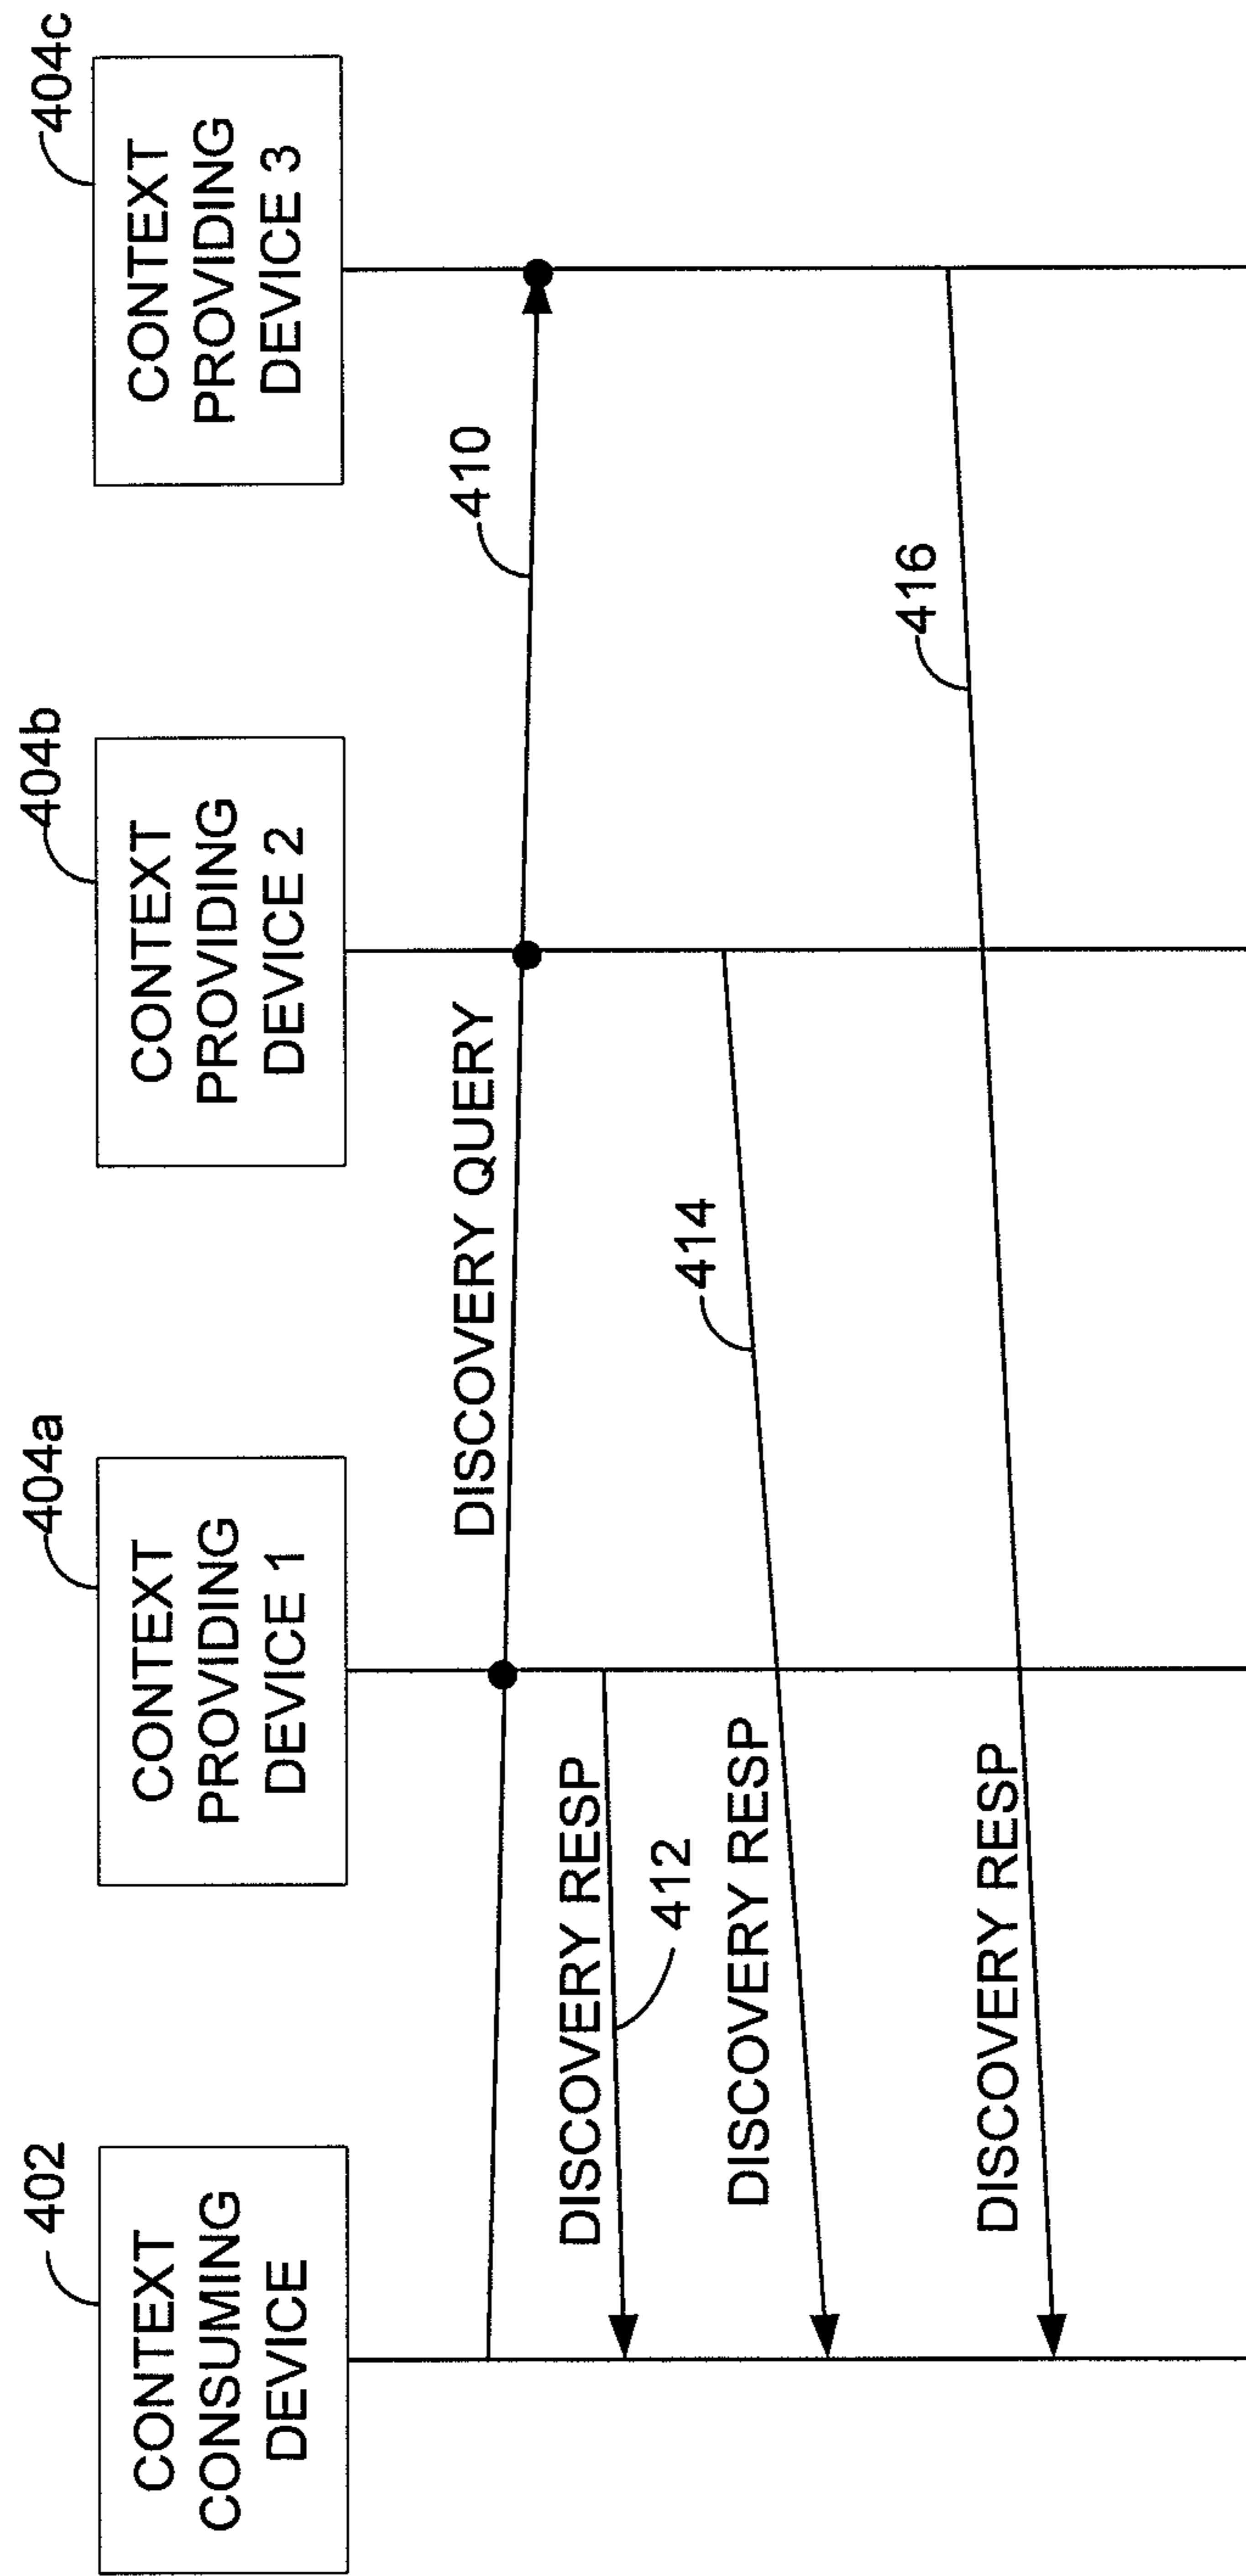 402
404a
404b
404c
CONTEXT
CONSUMING
DEVICE
CONTEXT
PROVIDING
DEVICE 1
CONTEXT
PROVIDING
DEVICE 2
CONTEXT
PROVIDING
DEVICE 3
DISCOVERY QUERY
410
DISCOVERY RESP
412
414
DISCOVERY RESP
416
DISCOVERY RESP